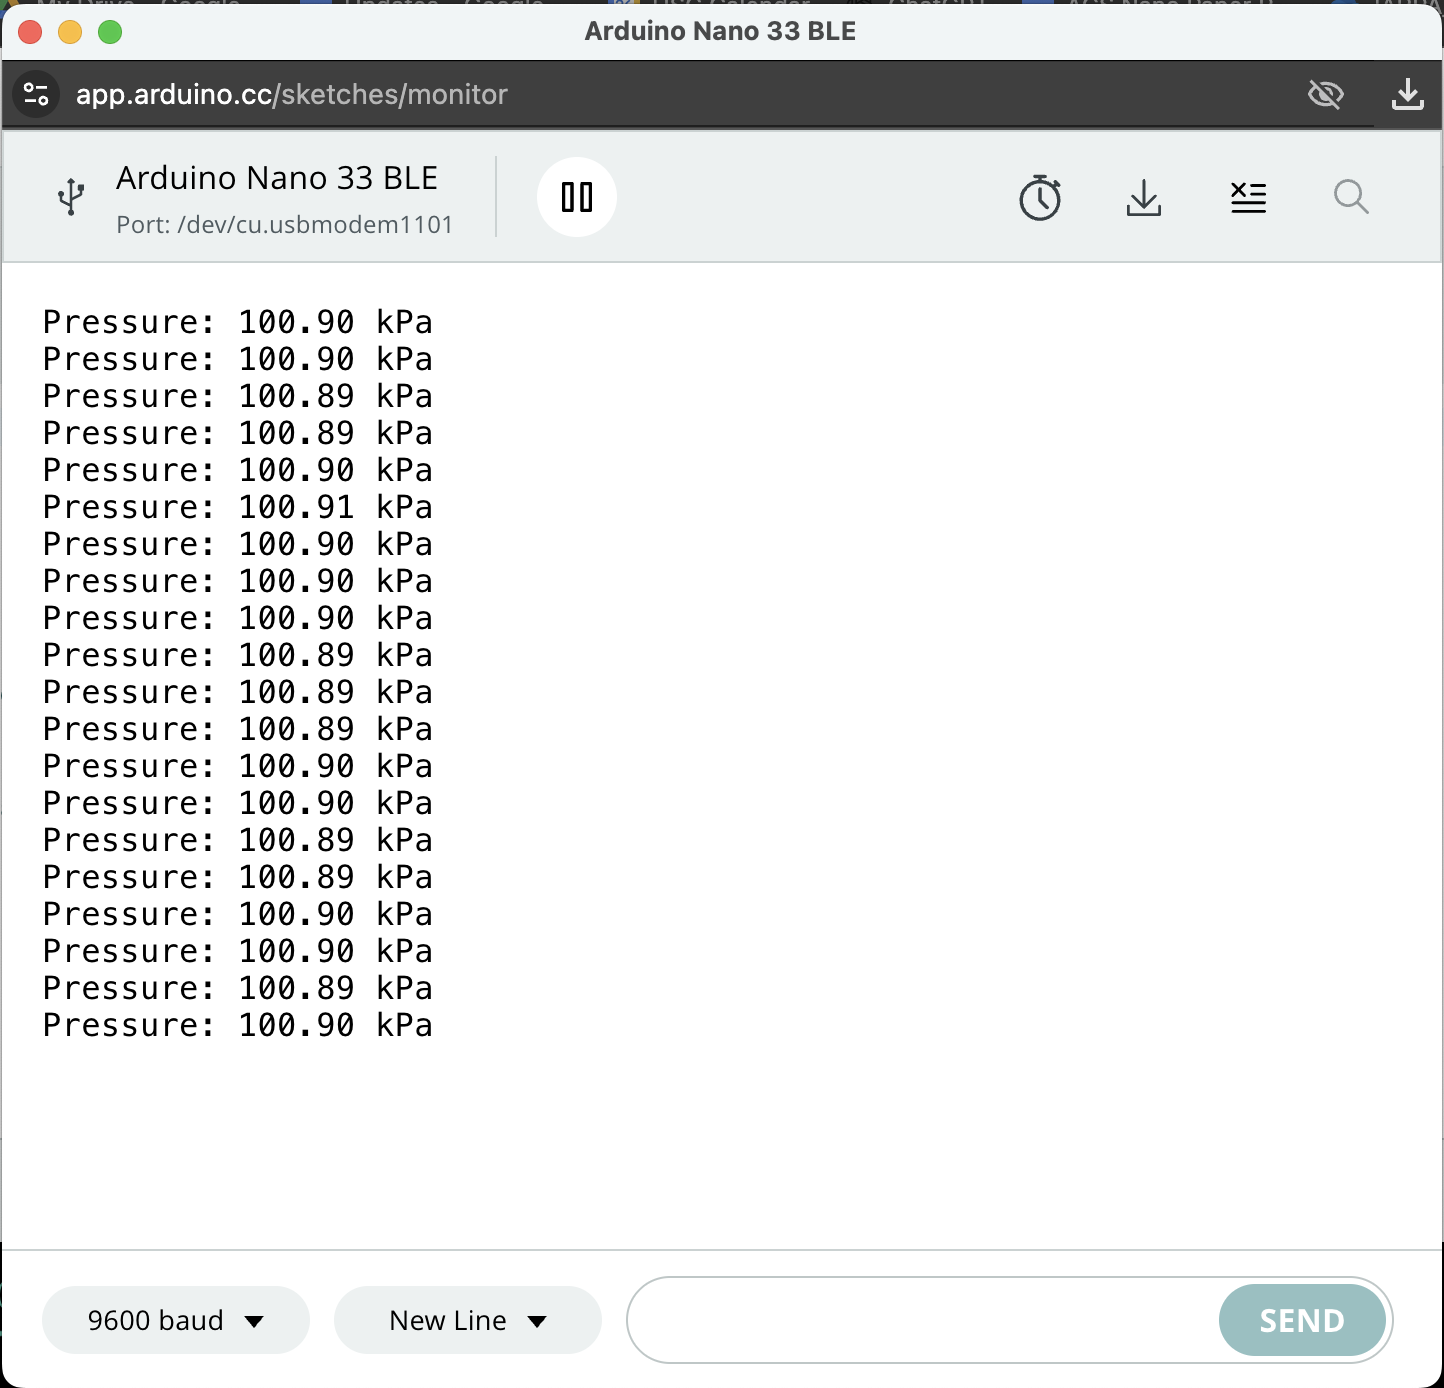 Arduino Nano 33 BLE
app.arduino.cc/sketches/monitor
Arduino Nano 33 BLE
Port: /dev/cu.usbmodem1101
Pressure: 100.90 kPa
Pressure: 100.90 kPa
Pressure: 100.89 kPa
Pressure: 100.89 kPa
Pressure: 100.90 kPa
Pressure: 100.91 kPa
Pressure: 100.90 kPa
Pressure: 100.90 kPa
Pressure: 100.90 kPa
Pressure: 100.89 kPa
Pressure: 100.89 kPa
Pressure: 100.89 kPa
Pressure: 100.90 kPa
Pressure: 100.90 kPa
Pressure: 100.89 kPa
Pressure: 100.89 kPa
Pressure: 100.90 kPa
Pressure: 100.90 kPa
Pressure: 100.89 kPa
Pressure: 100.90 kPa
9600 baud
New Line
SEND